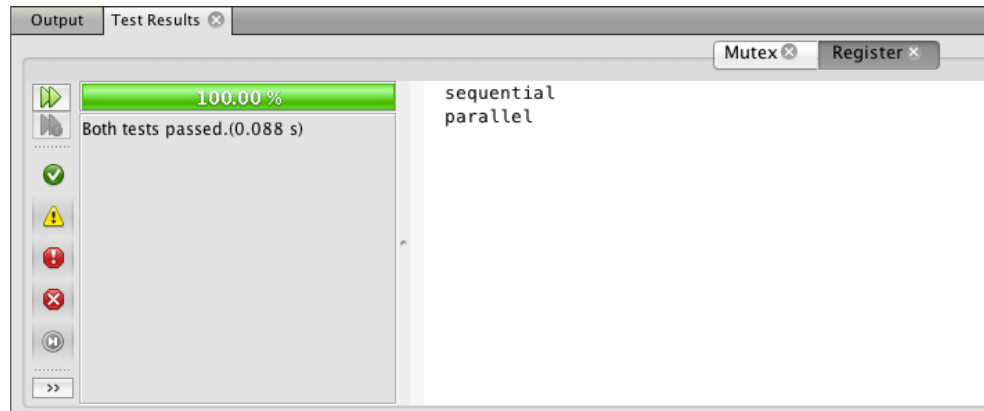 Output
Test Results
Mutex
Register
100.00 %
Both tests passed.(0.088 s)
sequential
parallel
>>